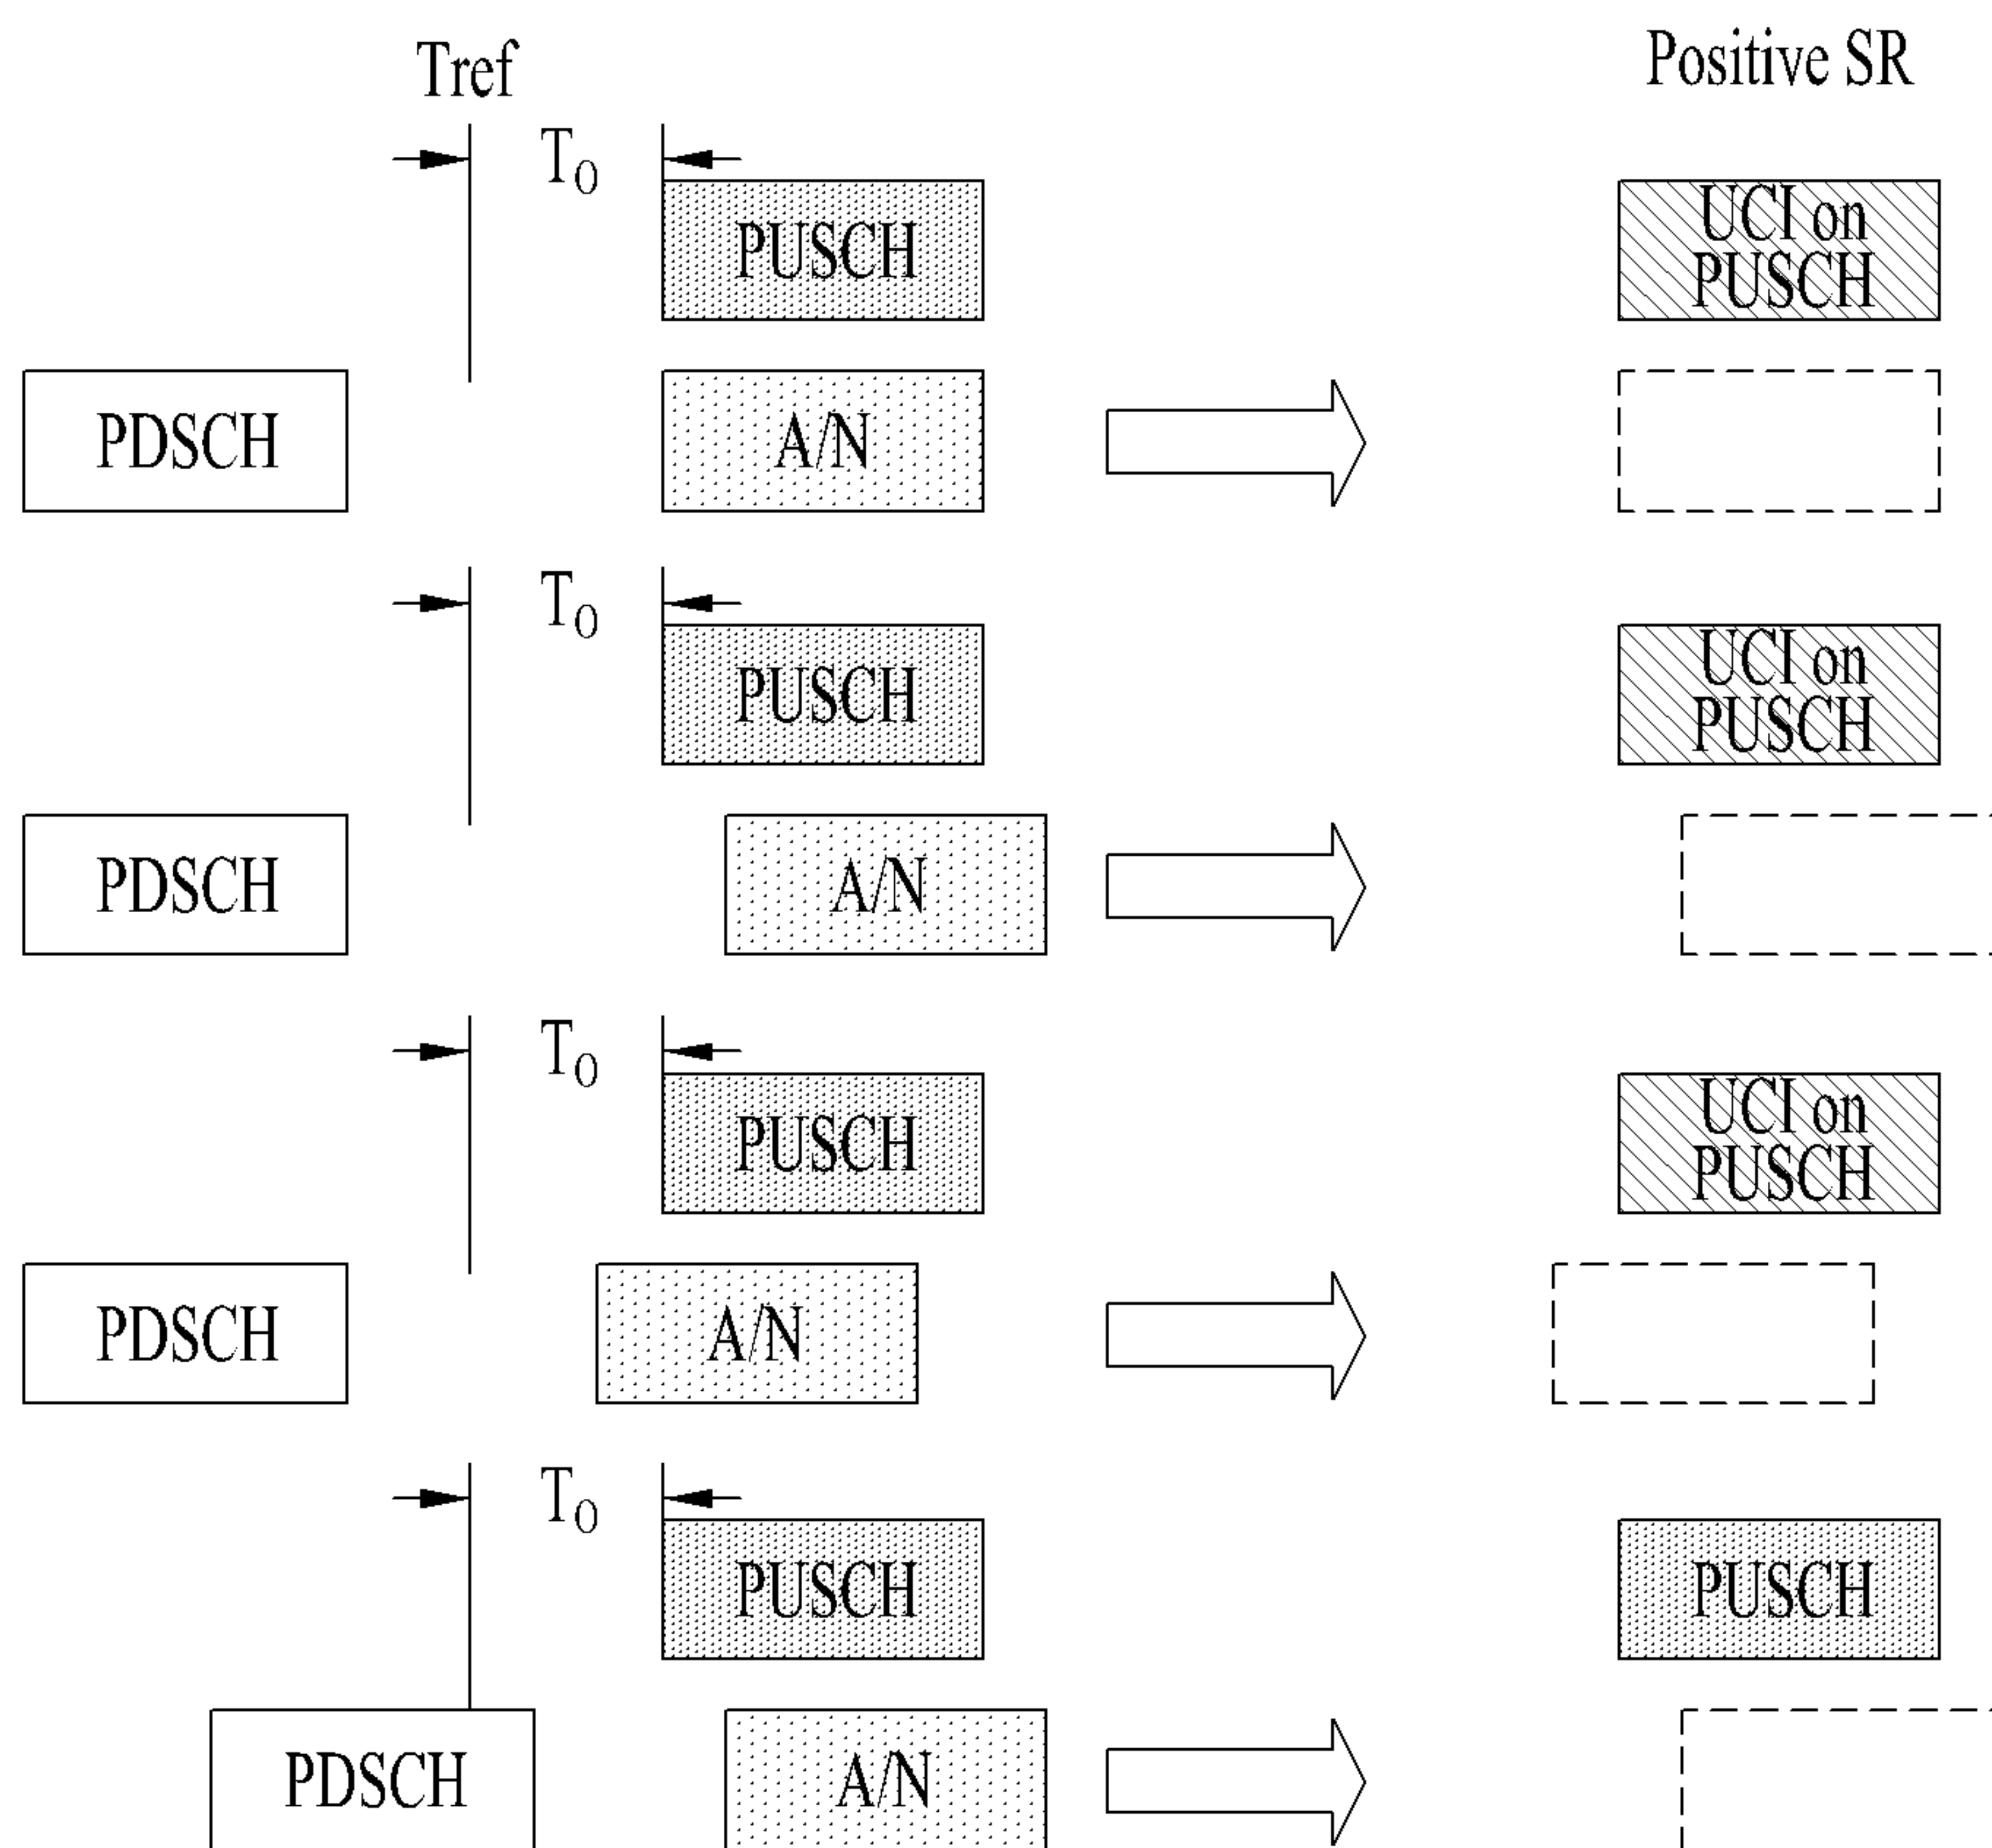 Tref
Positive SR
T0
PUSCH
UCI on
PUSCH
PDSCH
A/N
T0
PUSCH
UCI on
PUSCH
PDSCH
A/N
T0
PUSCH
UCI on
PUSCH
PDSCH
A/N
T0
PUSCH
PUSCH
PDSCH
A/N